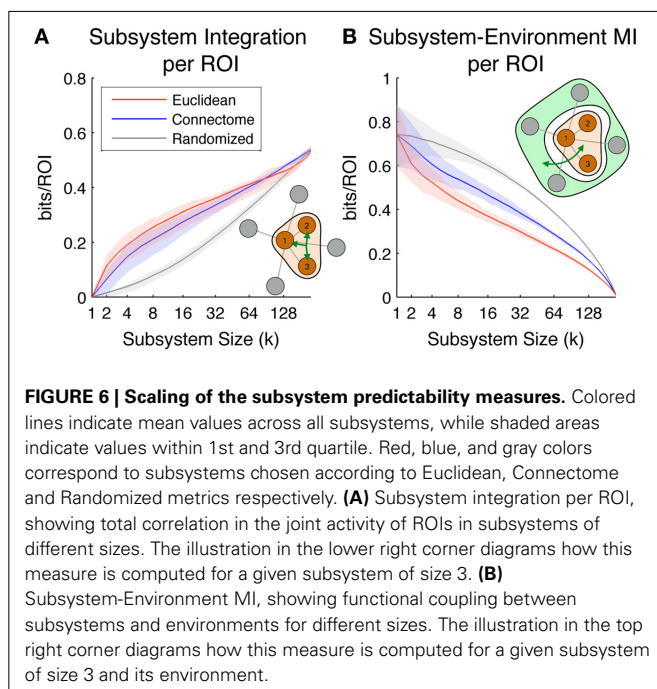 A Subsystem Integration per ROI
0.8
0.6
0.4
0.2
0
bits/ROI
Euclidean
Connectome
Randomized
1
2
3
1 2 4 8 16 32 128
Subsystem Size (k)
B Subsystem-Environment MI per ROI
1
0.8
0.6
0.4
0.2
0
bits/ROI
2
1
3
1 2 4 8 16 32 128
Subsystem Size (k)
FIGURE 6 | Scaling of the subsystem predictability measures. Colored
lines indicate mean values across all subsystems, while shaded areas
indicate values within 1st and 3rd quartile. Red, blue, and gray colors
correspond to subsystems chosen according to Euclidean, Connectome
and Randomized metrics respectively. (A) Subsystem integration per ROI,
showing total correlation in the joint activity of ROIs in subsystems of
different sizes. The illustration in the lower right corner diagrams how this
measure is computed for a given subsystem of size 3. (B)
Subsystem-Environment MI, showing functional coupling between
subsystems and environments for different sizes. The illustration in the top
right corner diagrams how this measure is computed for a given subsystem
of size 3 and its environment.